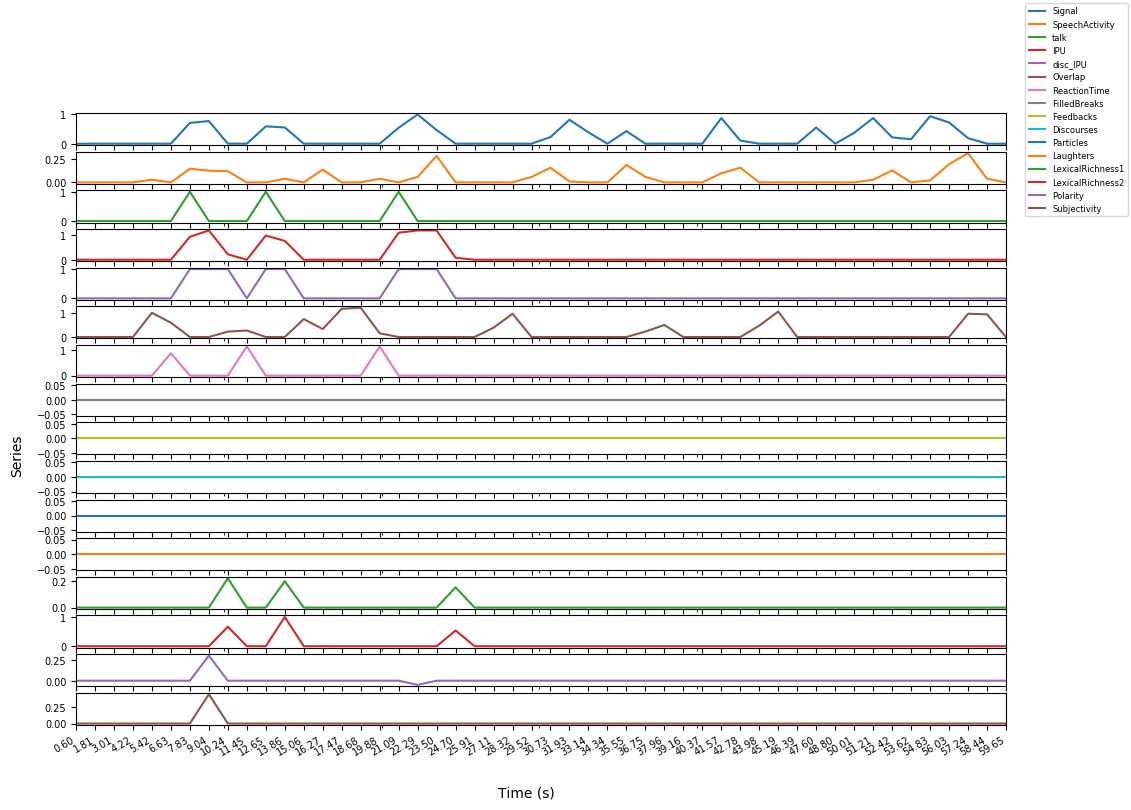 Signal
SpeechActivity
talk
IPU
disc_IPU
Overlap
ReactionTime
FilledBreaks
Feedbacks
Discourses
Particles
Laughters
LexicalRichness1
LexicalRichness2
Polarity
Subjectivity
1
0
0.25
0.00
1
0
1
0
1
0
1
0
1
0
0.05
0.00
−0.05
0.05
0.00
−0.05
0.05
0.00
−0.05
0.05
0.00
−0.05
0.05
0.00
−0.05
0.2
0.0
1
0
0.25
0.00
0.25
0.00
Series
0.60 1.81 3.01 4.22 5.42 6.63 7.83 9.04 10.24 11.45 12.65 13.86 15.06 16.27 17.47 18.68 19.88 21.09 22.29 23.50 24.70 25.91 27.11 28.32 29.52 30.73 31.93 33.14 34.34 35.55 36.75 37.96 39.16 40.37 41.57 42.78 43.98 45.19 46.39 47.60 48.80 50.01 51.21 52.42 53.62 54.83 56.03 57.24 58.44 59.65
Time (s)